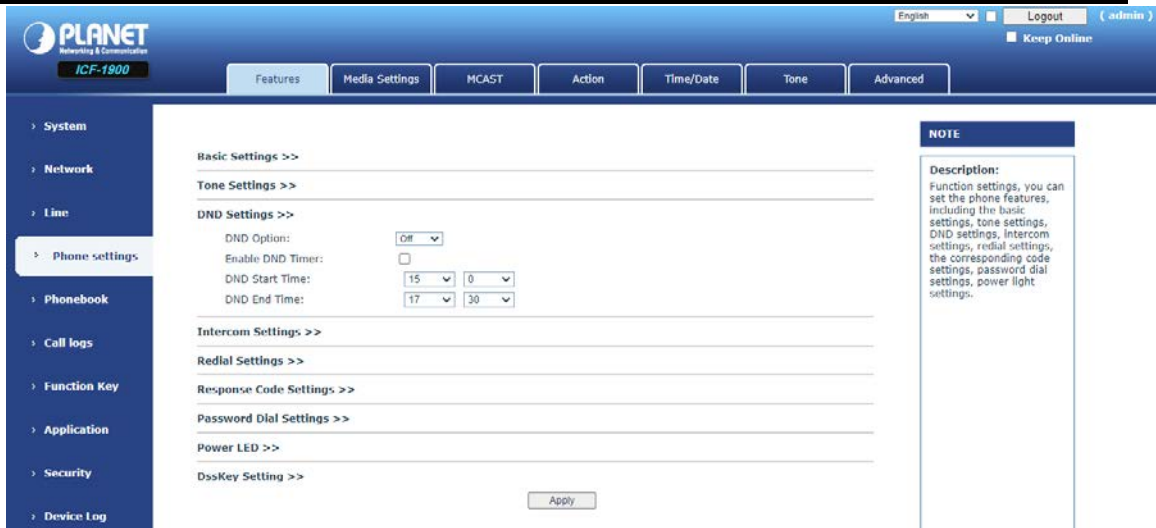 English
Logout
( admin )
Keep Online
PLANET
Networking & Communication
ICF-1900
Features
Media Settings
MCAST
Action
Time/Date
Tone
Advanced
› System
› Network
› Line
› Phone settings
› Phonebook
› Call logs
› Function Key
› Application
› Security
› Device Log
Basic Settings >>
Tone Settings >>
DND Settings >>
DND Option: Off
Enable DND Timer:
DND Start Time: 15 0
DND End Time: 17 30
Intercom Settings >>
Redial Settings >>
Response Code Settings >>
Password Dial Settings >>
Power LED >>
DssKey Setting >>
Apply
NOTE
Description:
Function settings, you can
set the phone features,
including the basic
settings, tone settings,
DND settings, intercom
settings, redial settings,
the corresponding code
settings, password dial
settings, power light
settings.